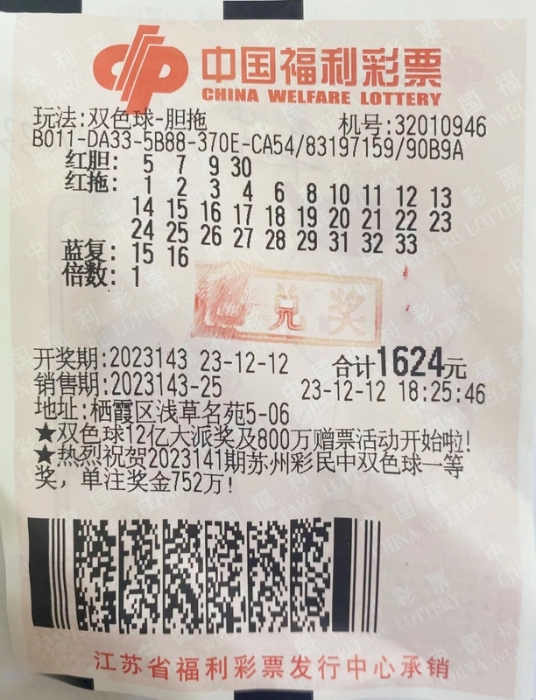 中国福利彩票
CHINA WELFARE LOTTERY
玩法:双色球-胆拖 机号:32010946
B011-DA33-5B88-370E-CA54/83197159/90B9A
红胆: 5 7 9 30
红拖: 1 2 3 4 6 8 10 11 12 13
14 15 16 17 18 19 20 21 22 23
24 25 26 27 28 29 31 32 33
蓝复: 15 16
倍数: 1
兑奖
开奖期:2023143 23-12-12 合计1624元
销售期:2023143-25 23-12-12 18:25:46
地址:栖霞区浅草名苑5-06
★双色球12亿大派奖及800万赠票活动开始啦!
★热烈祝贺2023141期苏州彩民中双色球一等
奖，单注奖金752万!
江苏省福利彩票发行中心承销